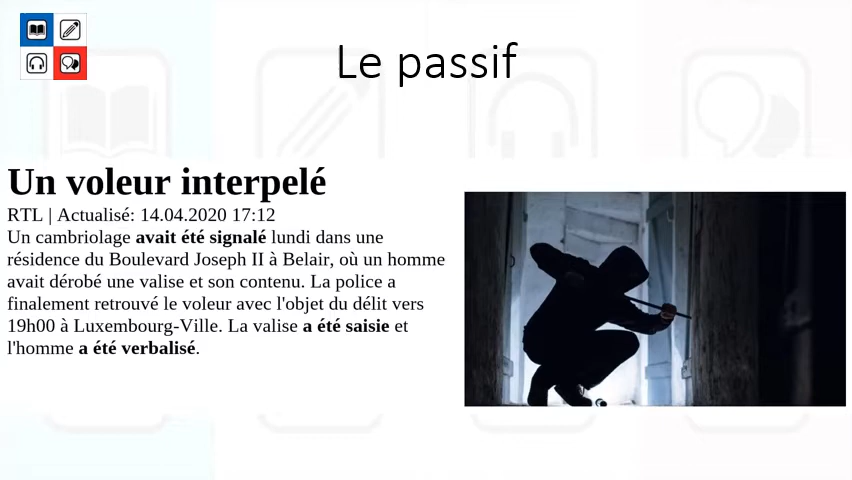 Le passif
Un voleur interpelé
RTL | Actualisé: 14.04.2020 17:12
Un cambriolage avait été signalé lundi dans une
résidence du Boulevard Joseph II à Belair, où un homme
avait dérobé une valise et son contenu. La police a
finalement retrouvé le voleur avec l'objet du délit vers
19h00 à Luxembourg-Ville. La valise a été saisie et
l'homme a été verbalisé.